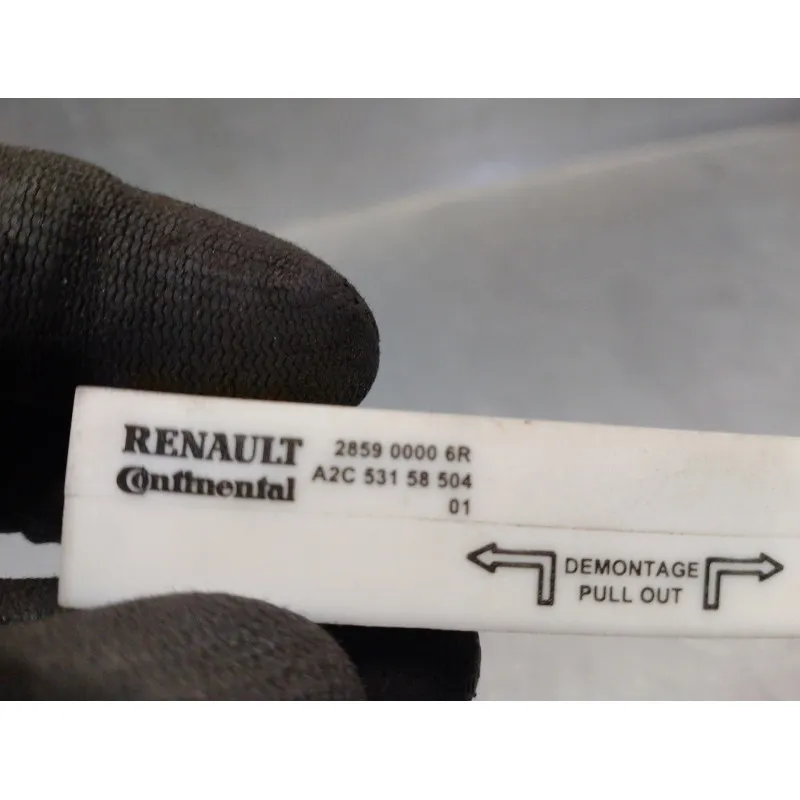 RENAULT 2859 0000 6R
Continental A2C 531 58 504
01
DEMONTAGE
PULL OUT